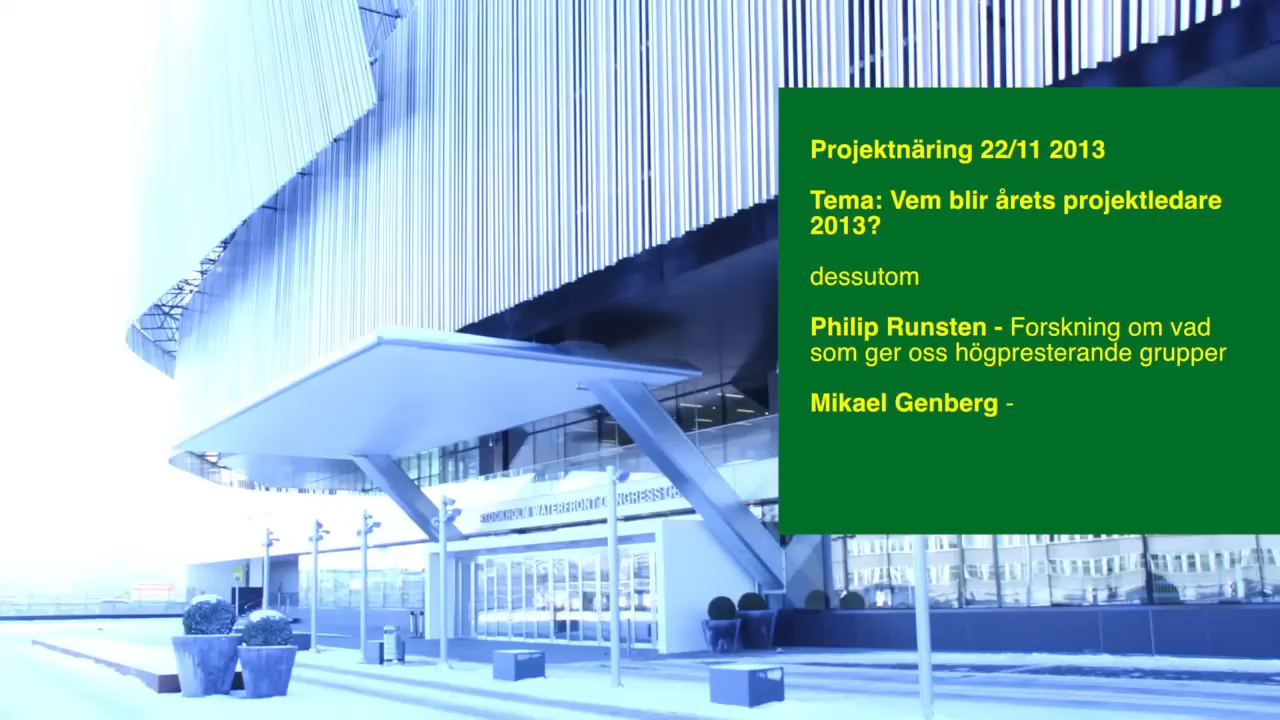 Projektnäring 22/11 2013
Tema: Vem blir årets projektledare
2013?
dessutom
Philip Runsten - Forskning om vad
som ger oss högpresterande grupper
Mikael Genberg -
STOCKHOLM WATERFRONT